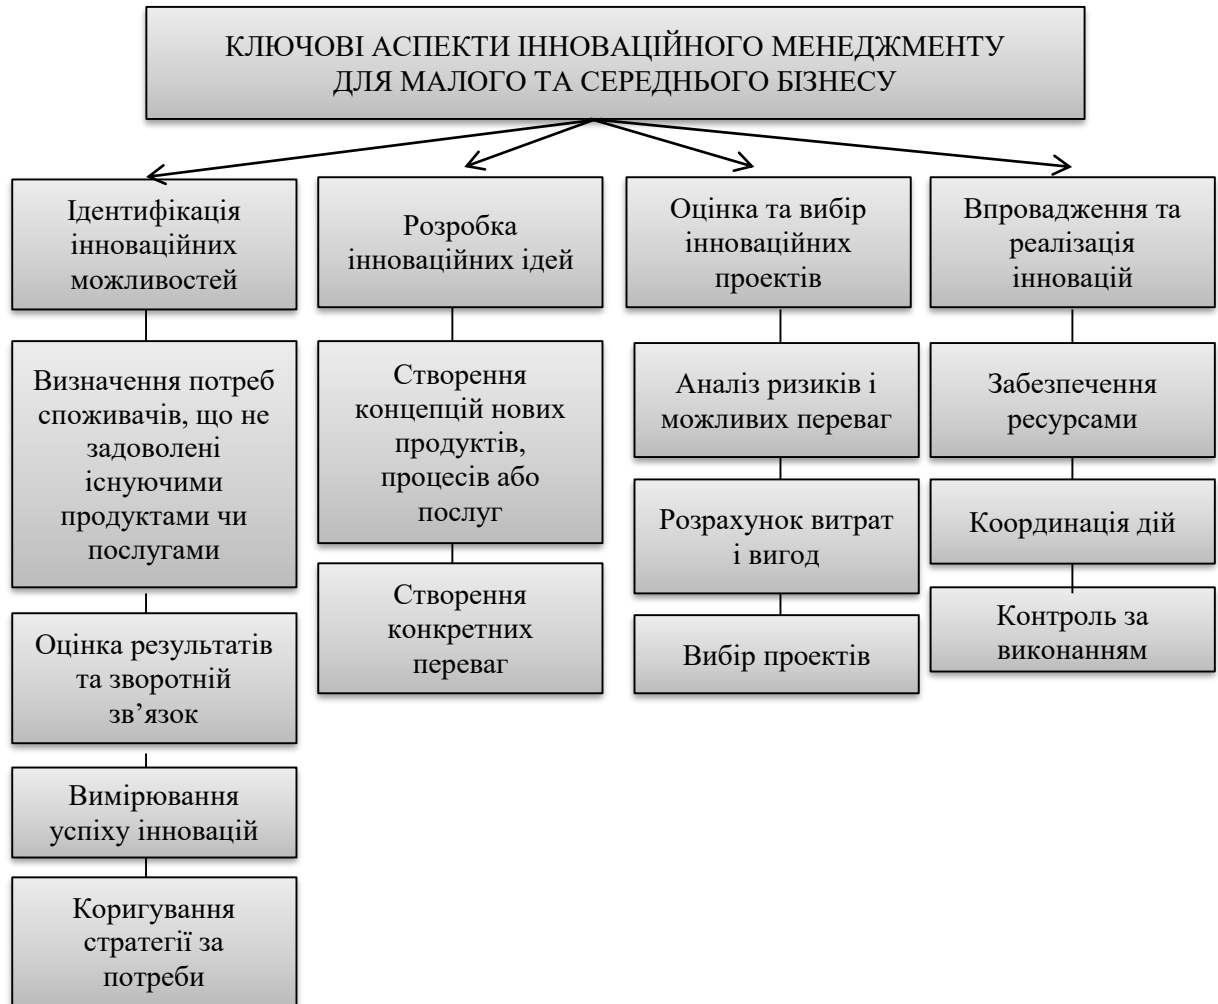 КЛЮЧОВІ АСПЕКТИ ІННОВАЦІЙНОГО МЕНЕДЖМЕНТУ
ДЛЯ МАЛОГО ТА СЕРЕДНЬОГО БІЗНЕСУ
Ідентифікація
інноваційних
можливостей
Визначення потреб
споживачів, що не
задоволені
існуючими
продуктами чи
послугами
Оцінка результатів
та зворотній
зв’язок
Вимірювання
успіху інновацій
Коригування
стратегії за
потреби
Розробка
інноваційних ідей
Створення
концепцій нових
продуктів,
процесів або
послуг
Створення
конкретних
переваг
Оцінка та вибір
інноваційних
проектів
Аналіз ризиків і
можливих переваг
Розрахунок витрат
і вигод
Вибір проектів
Впровадження та
реалізація
інновацій
Забезпечення
ресурсами
Координація дій
Контроль за
виконанням